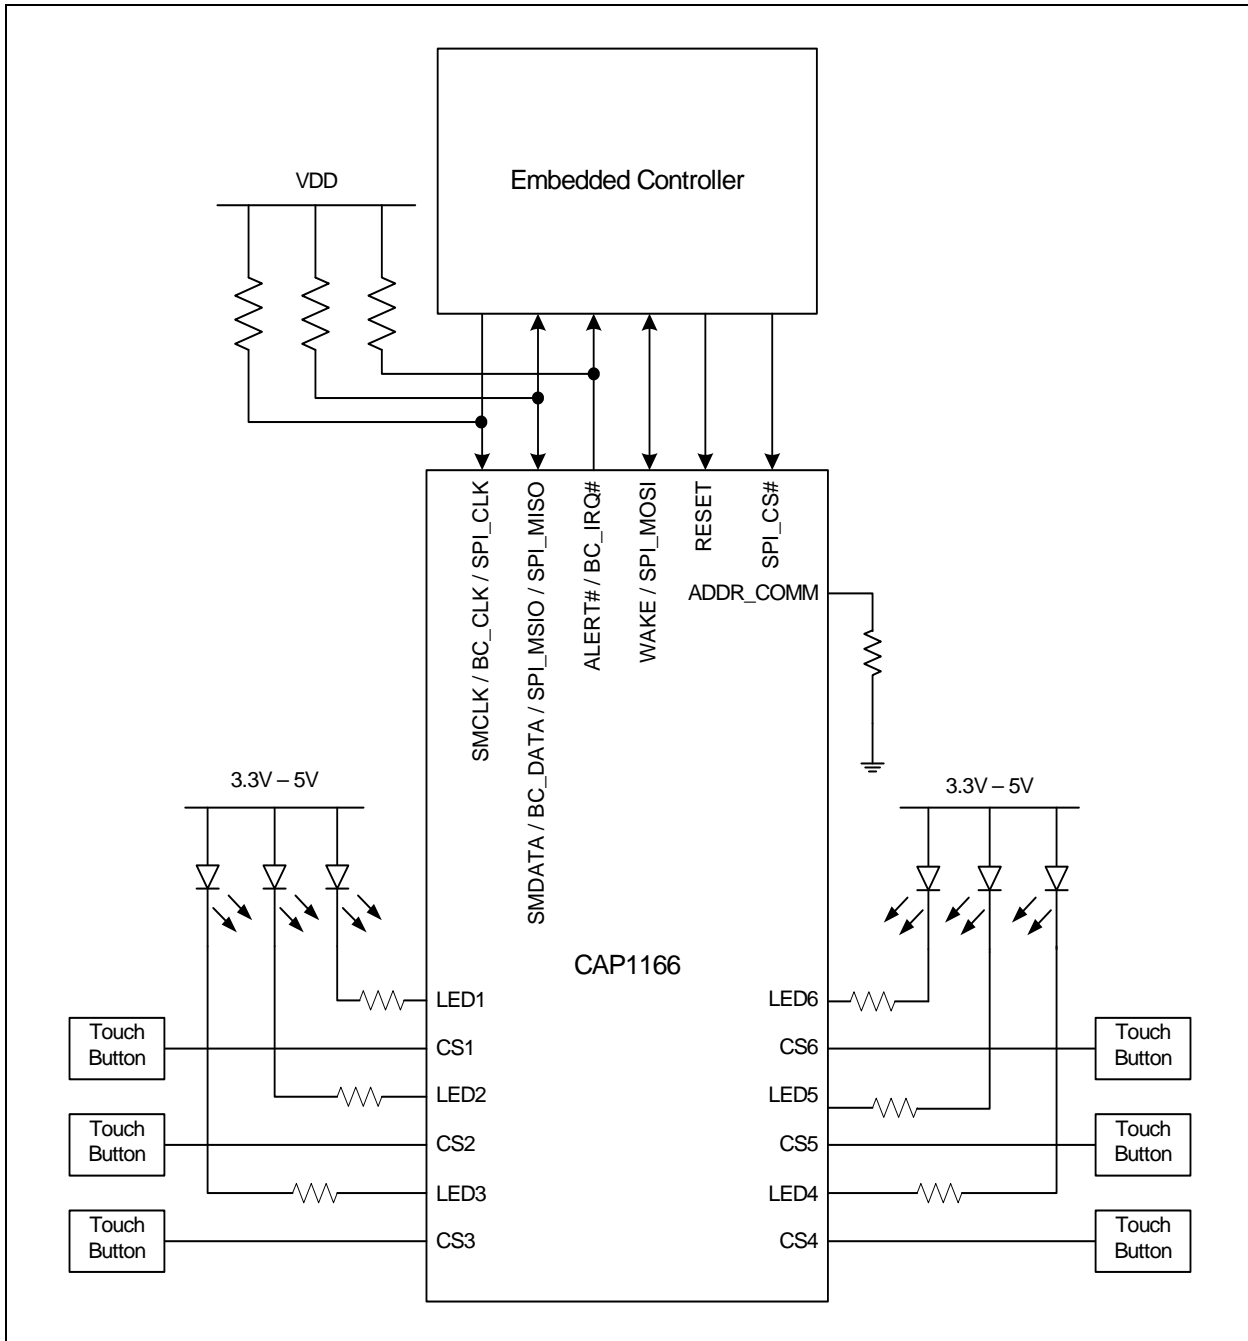 Embedded Controller
VDD
SMCLK / BC_CLK / SPI_CLK
SMDATA / BC_DATA / SPI_MSIO / SPI_MISO
ALERT# / BC_IRQ#
WAKE / SPI_MOSI
RESET
SPI_CS#
ADDR_COMM
3.3V – 5V
3.3V – 5V
CAP1166
LED1
LED6
Touch
Button
CS1
CS6
Touch
Button
LED2
LED5
Touch
Button
CS2
CS5
Touch
Button
LED3
LED4
Touch
Button
CS3
CS4
Touch
Button